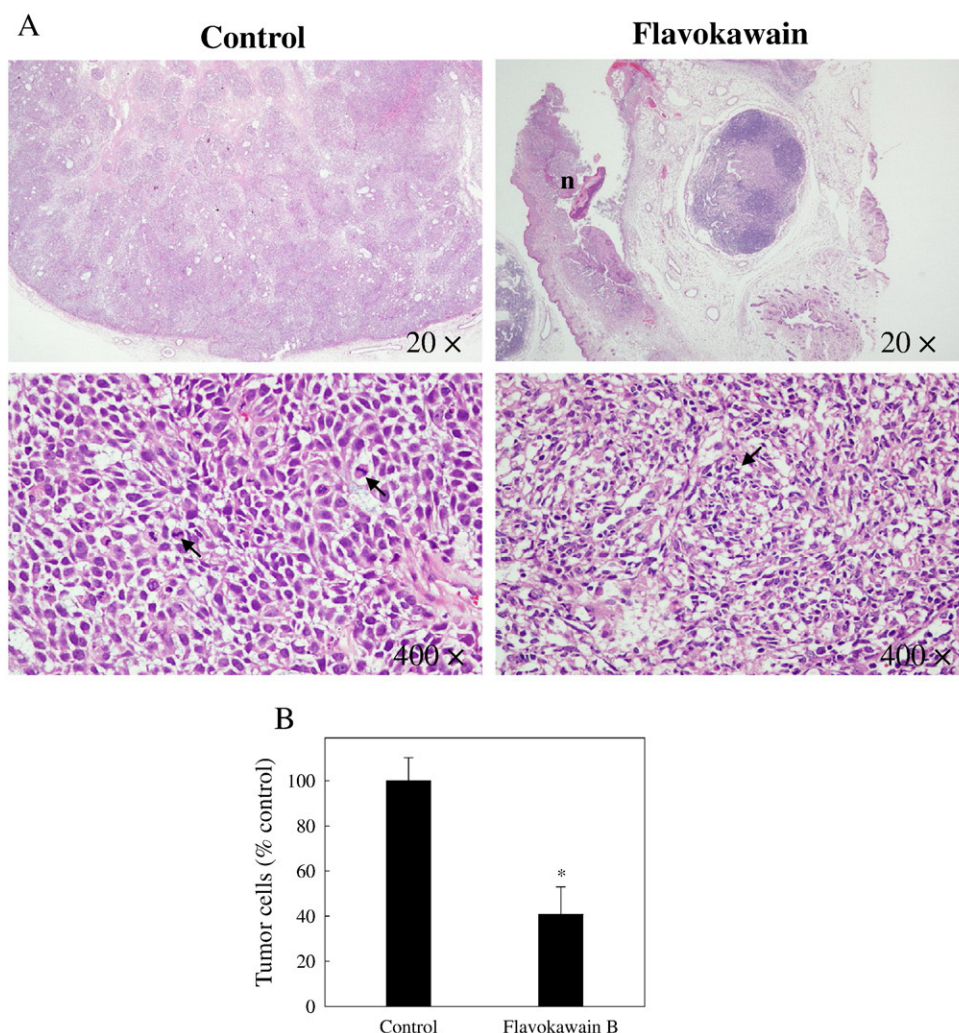 A
Control
Flavokawain
n
20 ×
20 ×
400 ×
400 ×
B
Tumor cells (% control)
100
80
60
40
20
0
*
Control
Flavokawain B